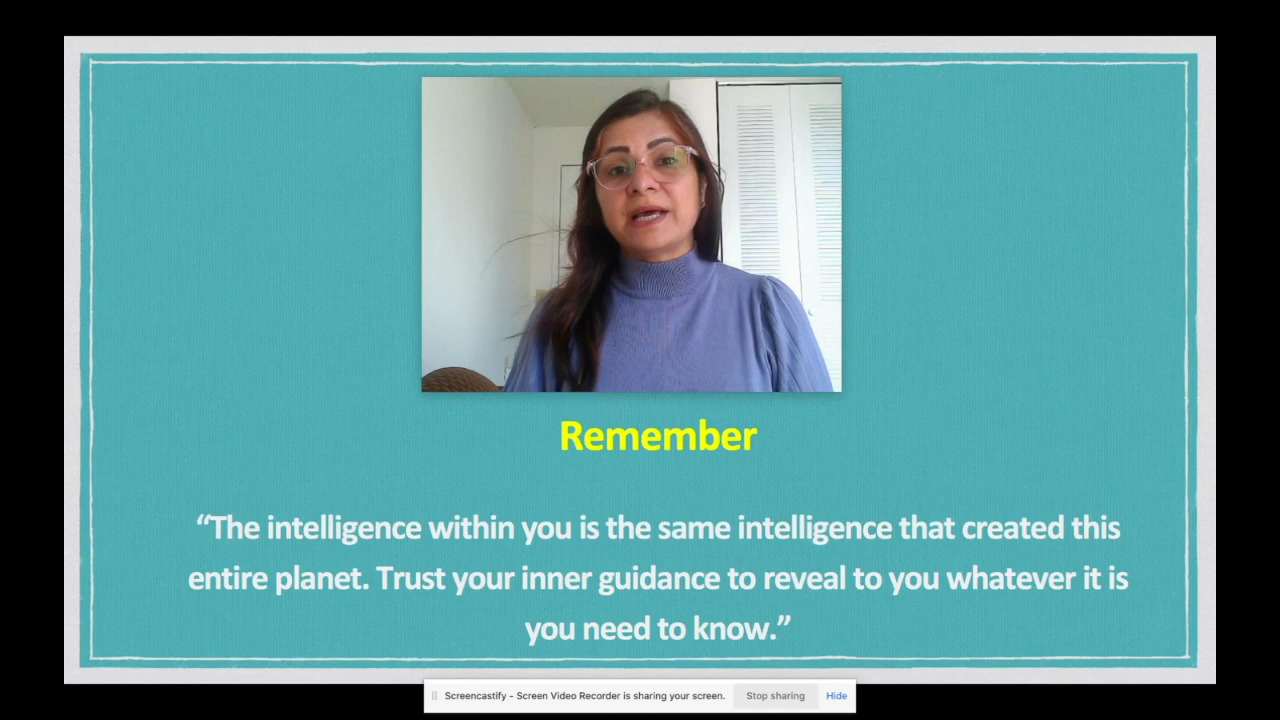 Remember
“The intelligence within you is the same intelligence that created this
entire planet. Trust your inner guidance to reveal to you whatever it is
you need to know.”
Screencastify - Screen Video Recorder is sharing your screen. Stop sharing Hide